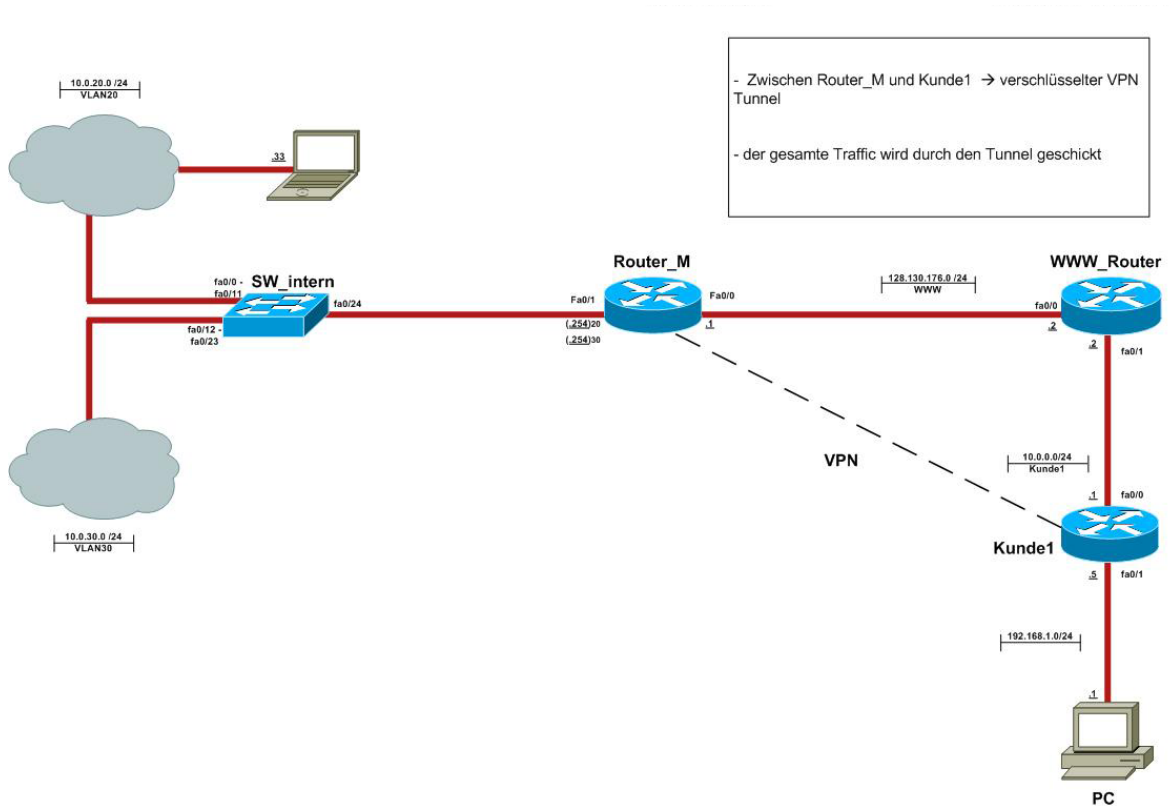 - Zwischen Router_M und Kunde1 → verschlüsselter VPN
Tunnel
- der gesamte Traffic wird durch den Tunnel geschickt
10.0.20.0 /24
VLAN20
.33
fa0/0 -
fa0/11
SW_intern
fa0/24
fa0/12 -
fa0/23
Router_M
Fa0/1
Fa0/0
(.254)20
(.254)30
.1
128.130.176.0 /24
WWW
WWW_Router
fa0/0
.2
.2
fa0/1
VPN
10.0.0.0/24
Kunde1
.1
fa0/0
Kunde1
.5
fa0/1
10.0.30.0 /24
VLAN30
192.168.1.0/24
.1
PC